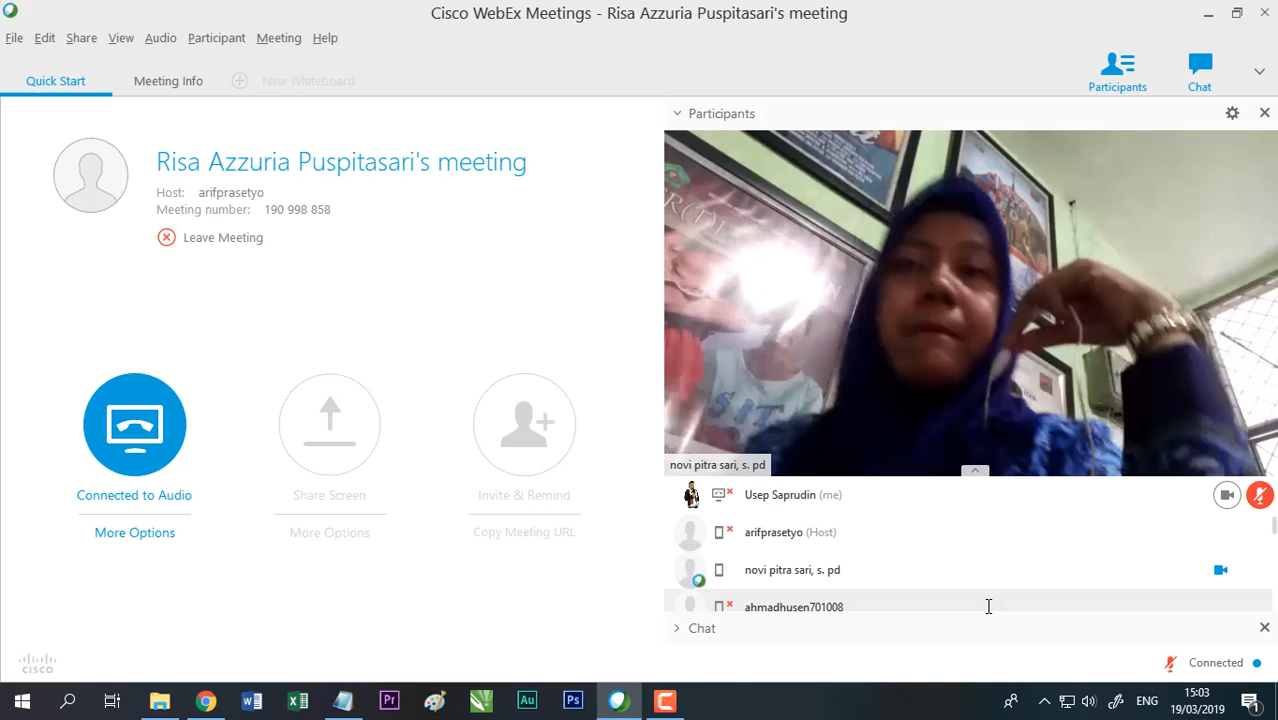 Cisco WebEx Meetings - Risa Azzuria Puspitasari's meeting
File Edit Share View Audio Participant Meeting Help
Quick Start Meeting Info New Whiteboard
Participants Chat
Participants
Risa Azzuria Puspitasari's meeting
Host: arifprasetyo
Meeting number: 190 998 858
Leave Meeting
Connected to Audio
More Options
Share Screen
More Options
Invite & Remind
Copy Meeting URL
novi pitra sari, s. pd
Usep Saprudin (me)
arifprasetyo (Host)
novi pitra sari, s. pd
ahmadhusen701008
Chat
cisco
Connected
ENG
15:03
19/03/2019
1